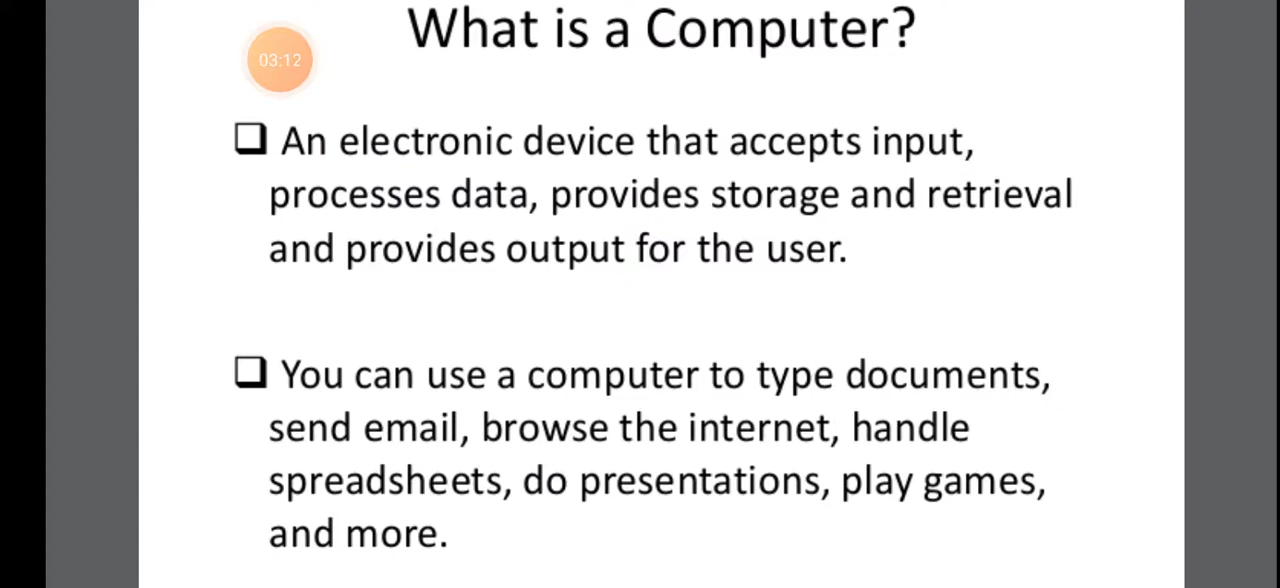 What is a Computer?
03:12
❑ An electronic device that accepts input,
processes data, provides storage and retrieval
and provides output for the user.
❑ You can use a computer to type documents,
send email, browse the internet, handle
spreadsheets, do presentations, play games,
and more.